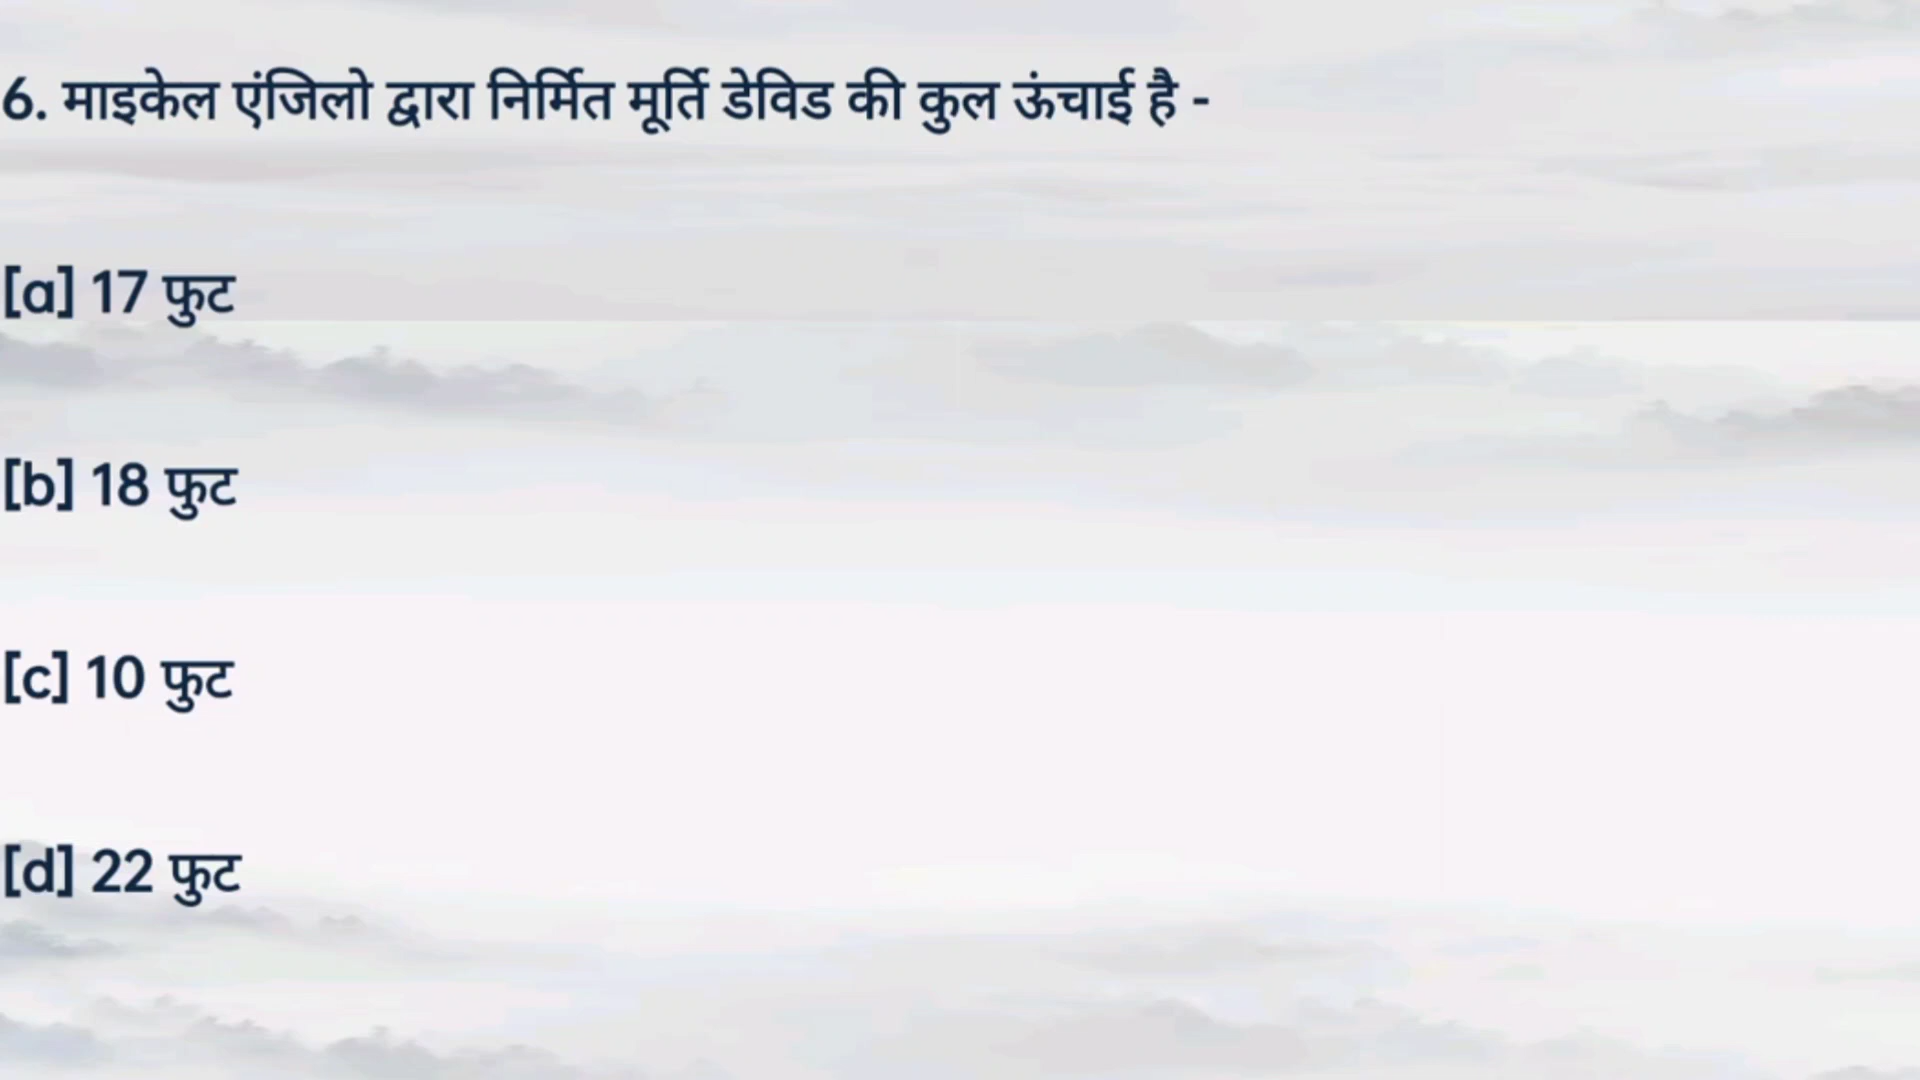 6. माइकेल एंजिलो द्वारा निर्मित मूर्ति डेविड की कुल ऊंचाई है -
[a] 17 फुट
[b] 18 फुट
[c] 10 फुट
[d] 22 फुट